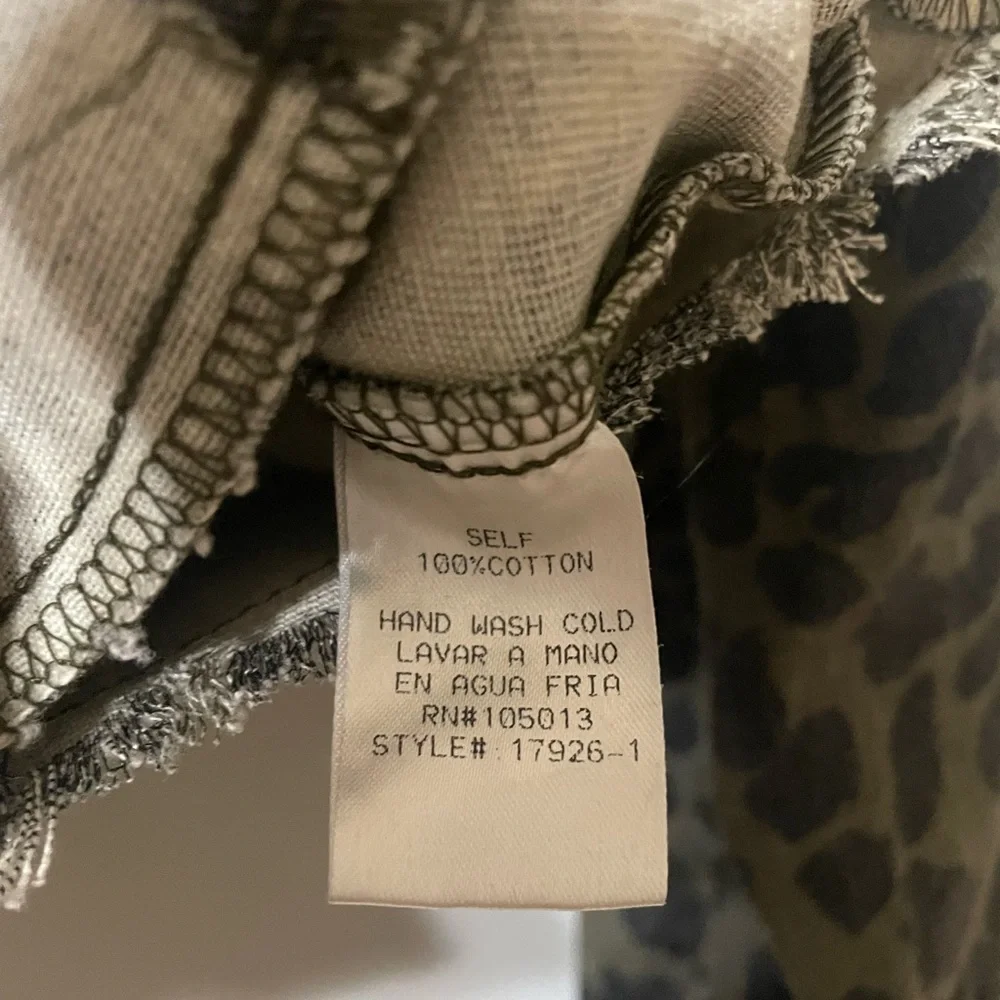 SELF
100%COTTON
HAND WASH COLD
LAVAR A MANO
EN AGUA FRIA
RN#105013
STYLE#:17926-1